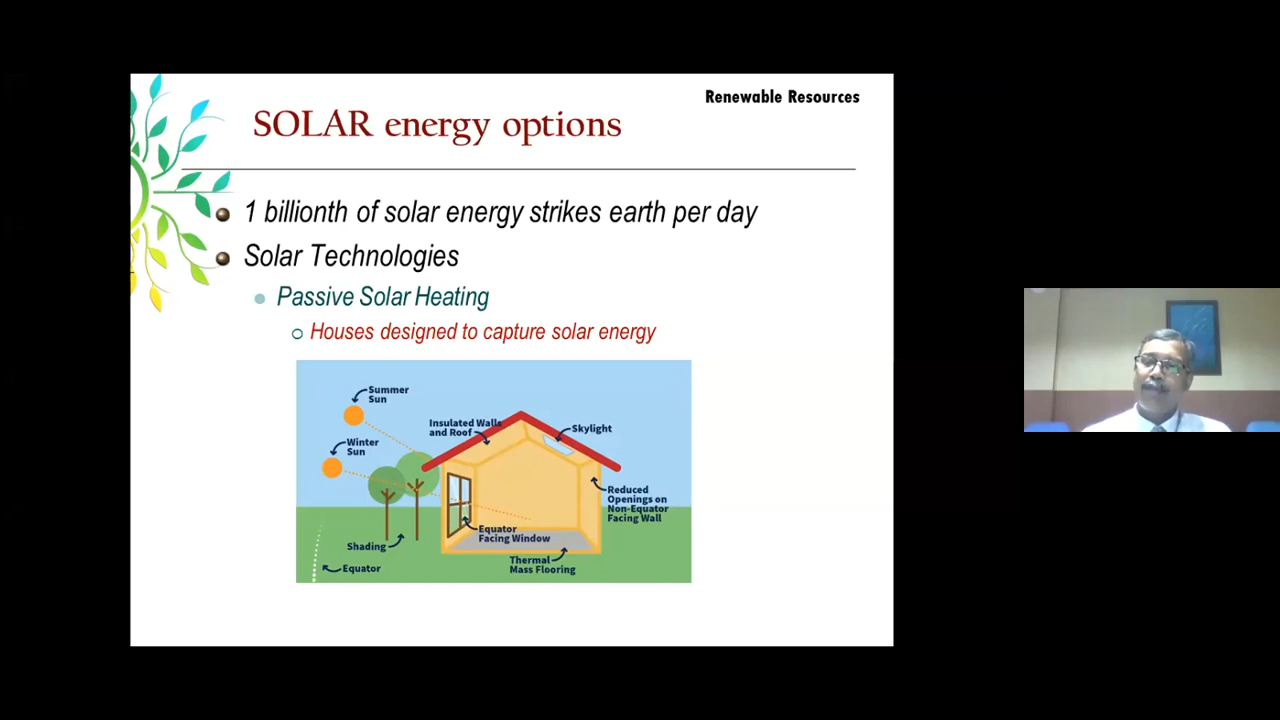 Renewable Resources
SOLAR energy options
1 billionth of solar energy strikes earth per day
Solar Technologies
Passive Solar Heating
Houses designed to capture solar energy
Summer
Sun
Winter
Sun
Insulated Walls
and Roof
Skylight
Reduced
Openings on
Non-Equator
Facing Wall
Equator
Facing Window
Shading
Thermal
Mass Flooring
Equator